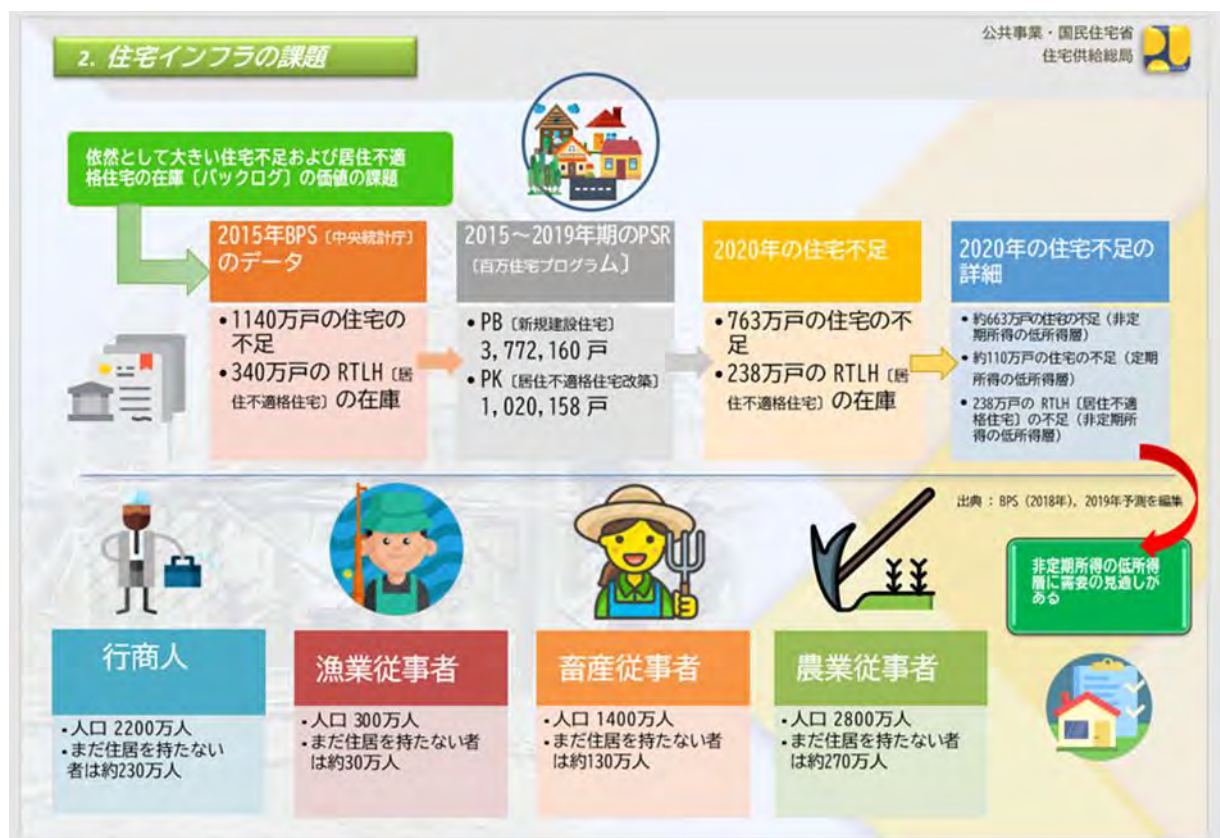 公共事業・国民住宅省
住宅供給総局
2. 住宅インフラの課題
依然として大きい住宅不足および居住不適
格住宅の在庫〔バックログ〕の価値の課題
2015年BPS〔中央統計庁〕
のデータ
・1140万戸の住宅の
不足
・340万戸の RTLH〔居
住不適格住宅〕の在庫
2015～2019年期のPSR
〔百万住宅プログラム〕
・PB〔新規建設住宅〕
3,772,160 戸
・PK〔居住不適格住宅改築〕
1,020,158 戸
2020年の住宅不足
・763万戸の住宅の不
足
・238万戸の RTLH〔居
住不適格住宅〕の在庫
2020年の住宅不足の
詳細
・約663万戸の住宅の不足（非定
期所得の低所得層）
・約110万戸の住宅の不足（定期
所得の低所得層）
・238万戸の RTLH〔居住不適
格住宅〕の不足（非定期所
得の低所得層）
出典：BPS（2018年），2019年予測を編集
非定期所得の低所得
層に需要の見通しが
ある
行商人
・人口 2200万人
・まだ住居を持たない
者は約230万人
漁業従事者
・人口 300万人
・まだ住居を持たない者
は約30万人
畜産従事者
・人口 1400万人
・まだ住居を持たない者
は約130万人
農業従事者
・人口 2800万人
・まだ住居を持たない者
は約270万人